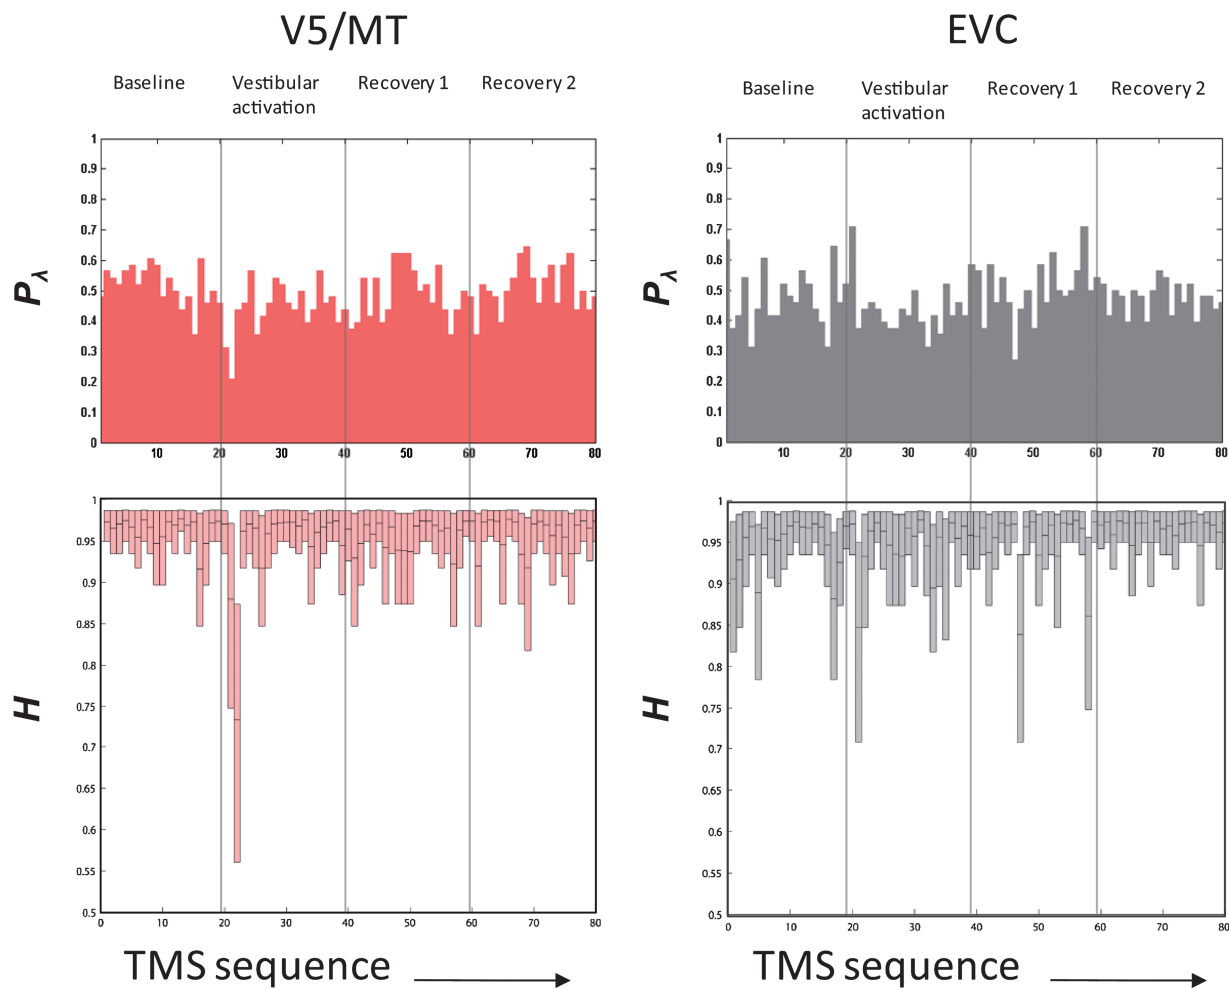 V5/MT
EVC
Baseline
Vestibular
activation
Recovery 1
Recovery 2
Baseline
Vestibular
activation
Recovery 1
Recovery 2
Pλ
1
0.9
0.8
0.7
0.6
0.5
0.4
0.3
0.2
0.1
0
10 20 30 40 50 60 70 80
Pλ
1
0.9
0.8
0.7
0.6
0.5
0.4
0.3
0.2
0.1
0
10 20 30 40 50 60 70 80
H
1
0.95
0.9
0.85
0.8
0.75
0.7
0.65
0.6
0.55
0.5
0 10 20 30 40 50 60 70 80
H
1
0.95
0.9
0.85
0.8
0.75
0.7
0.65
0.6
0.55
0.5
0 10 20 30 40 50 60 70 80
TMS sequence
TMS sequence